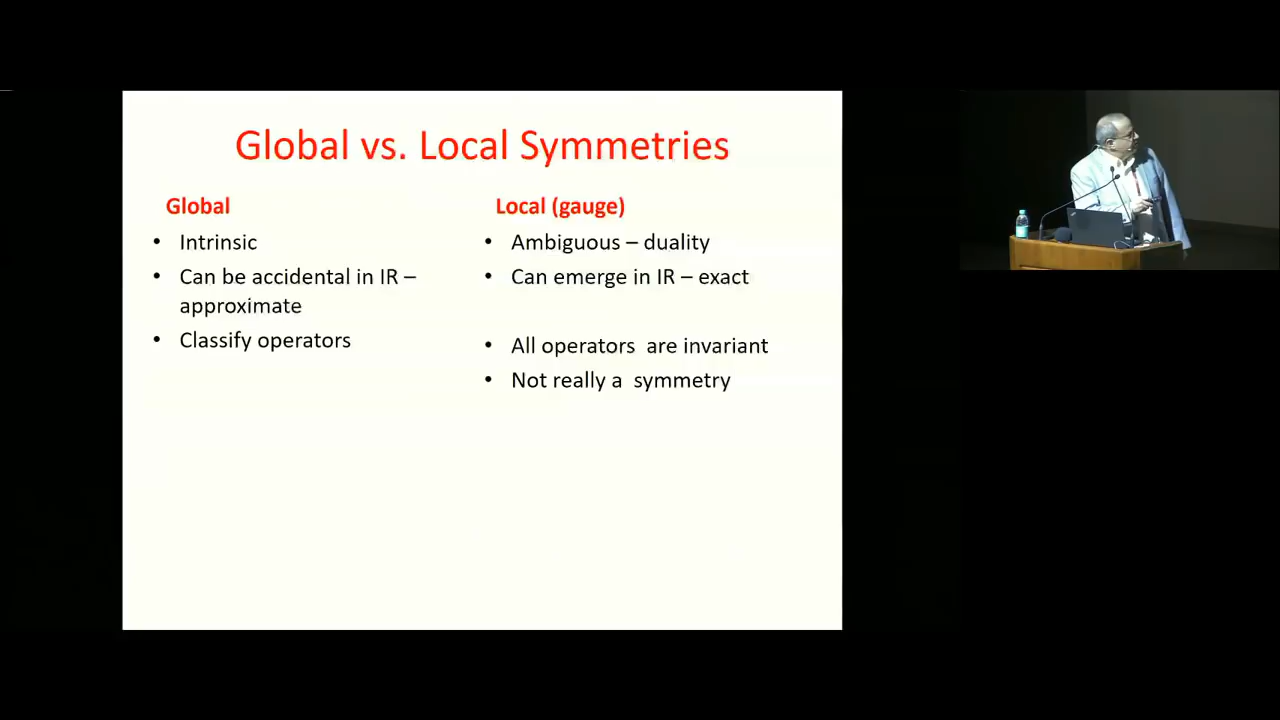 Global vs. Local Symmetries
Global
• Intrinsic
• Can be accidental in IR –
approximate
• Classify operators
Local (gauge)
• Ambiguous – duality
• Can emerge in IR – exact
• All operators are invariant
• Not really a symmetry